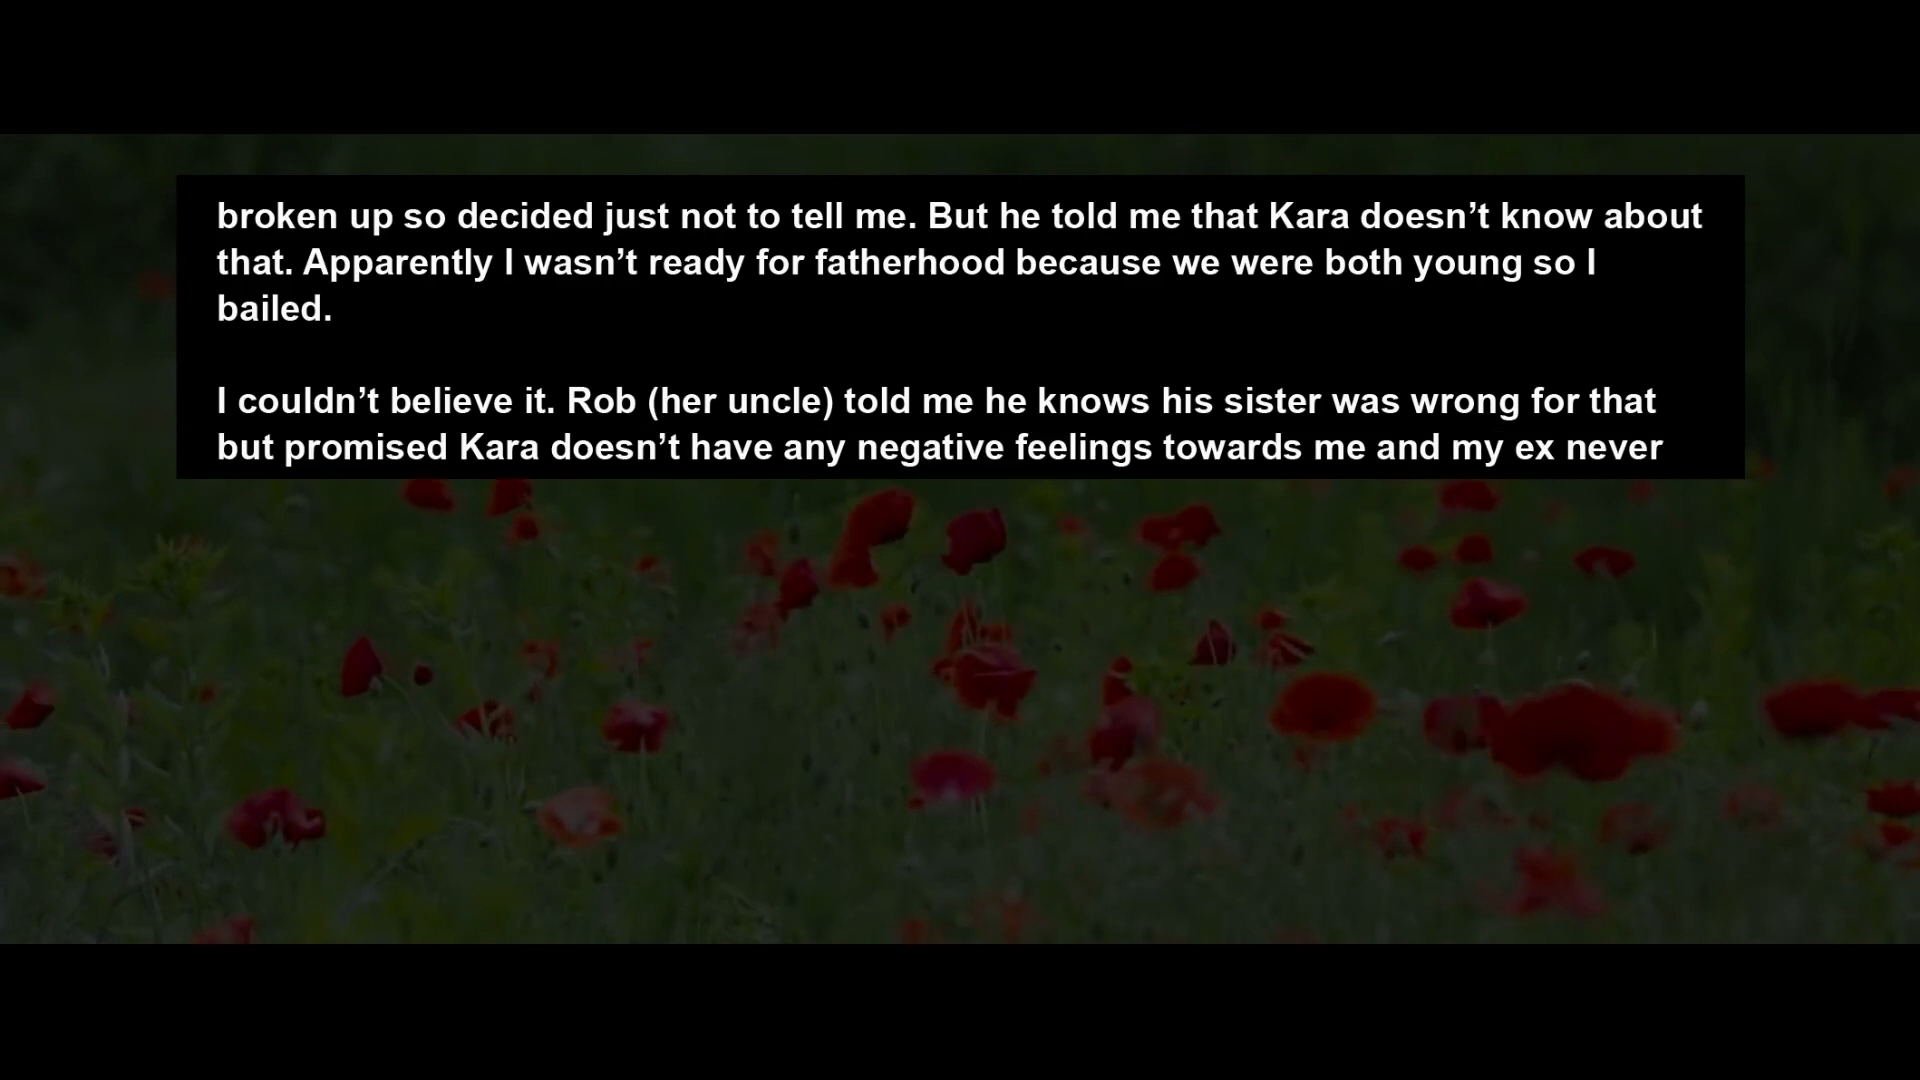 broken up so decided just not to tell me. But he told me that Kara doesn’t know about
that. Apparently I wasn’t ready for fatherhood because we were both young so I
bailed.
I couldn’t believe it. Rob (her uncle) told me he knows his sister was wrong for that
but promised Kara doesn’t have any negative feelings towards me and my ex never